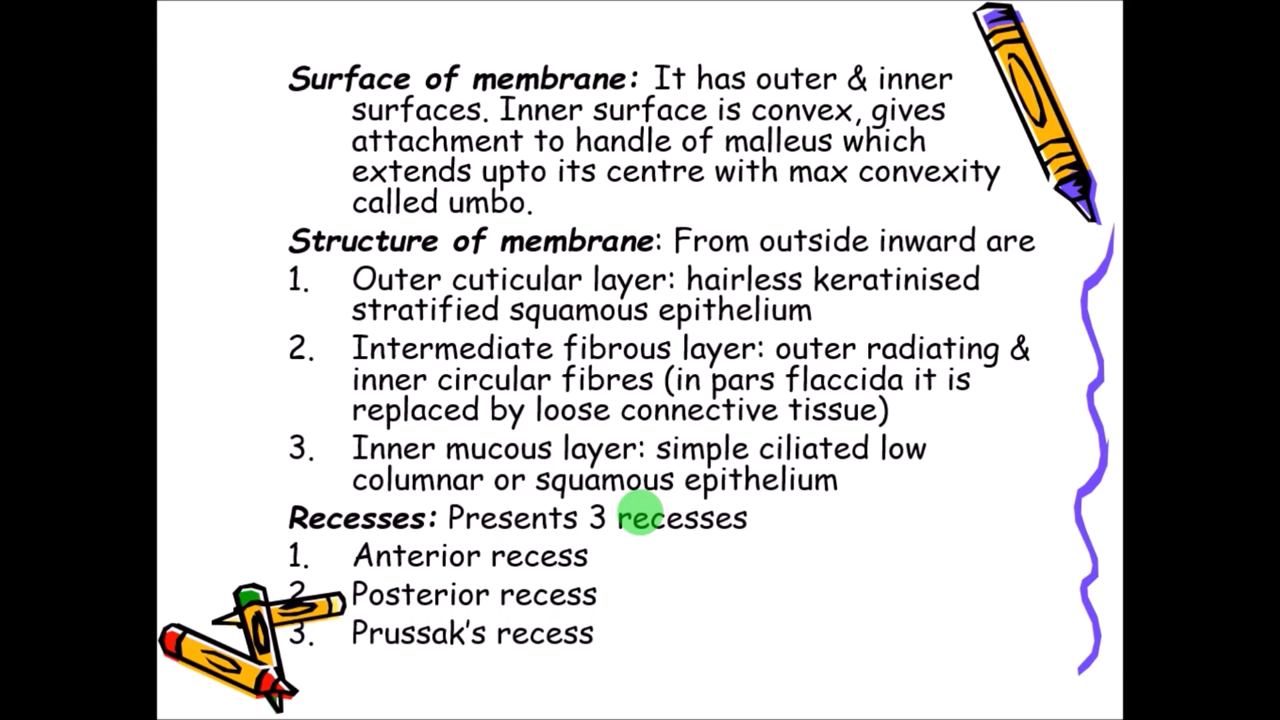 Surface of membrane: It has outer & inner
surfaces. Inner surface is convex, gives
attachment to handle of malleus which
extends upto its centre with max convexity
called umbo.
Structure of membrane: From outside inward are
1. Outer cuticular layer: hairless keratinised
stratified squamous epithelium
2. Intermediate fibrous layer: outer radiating &
inner circular fibres (in pars flaccida it is
replaced by loose connective tissue)
3. Inner mucous layer: simple ciliated low
columnar or squamous epithelium
Recesses: Presents 3 recesses
1. Anterior recess
2. Posterior recess
3. Prussak's recess